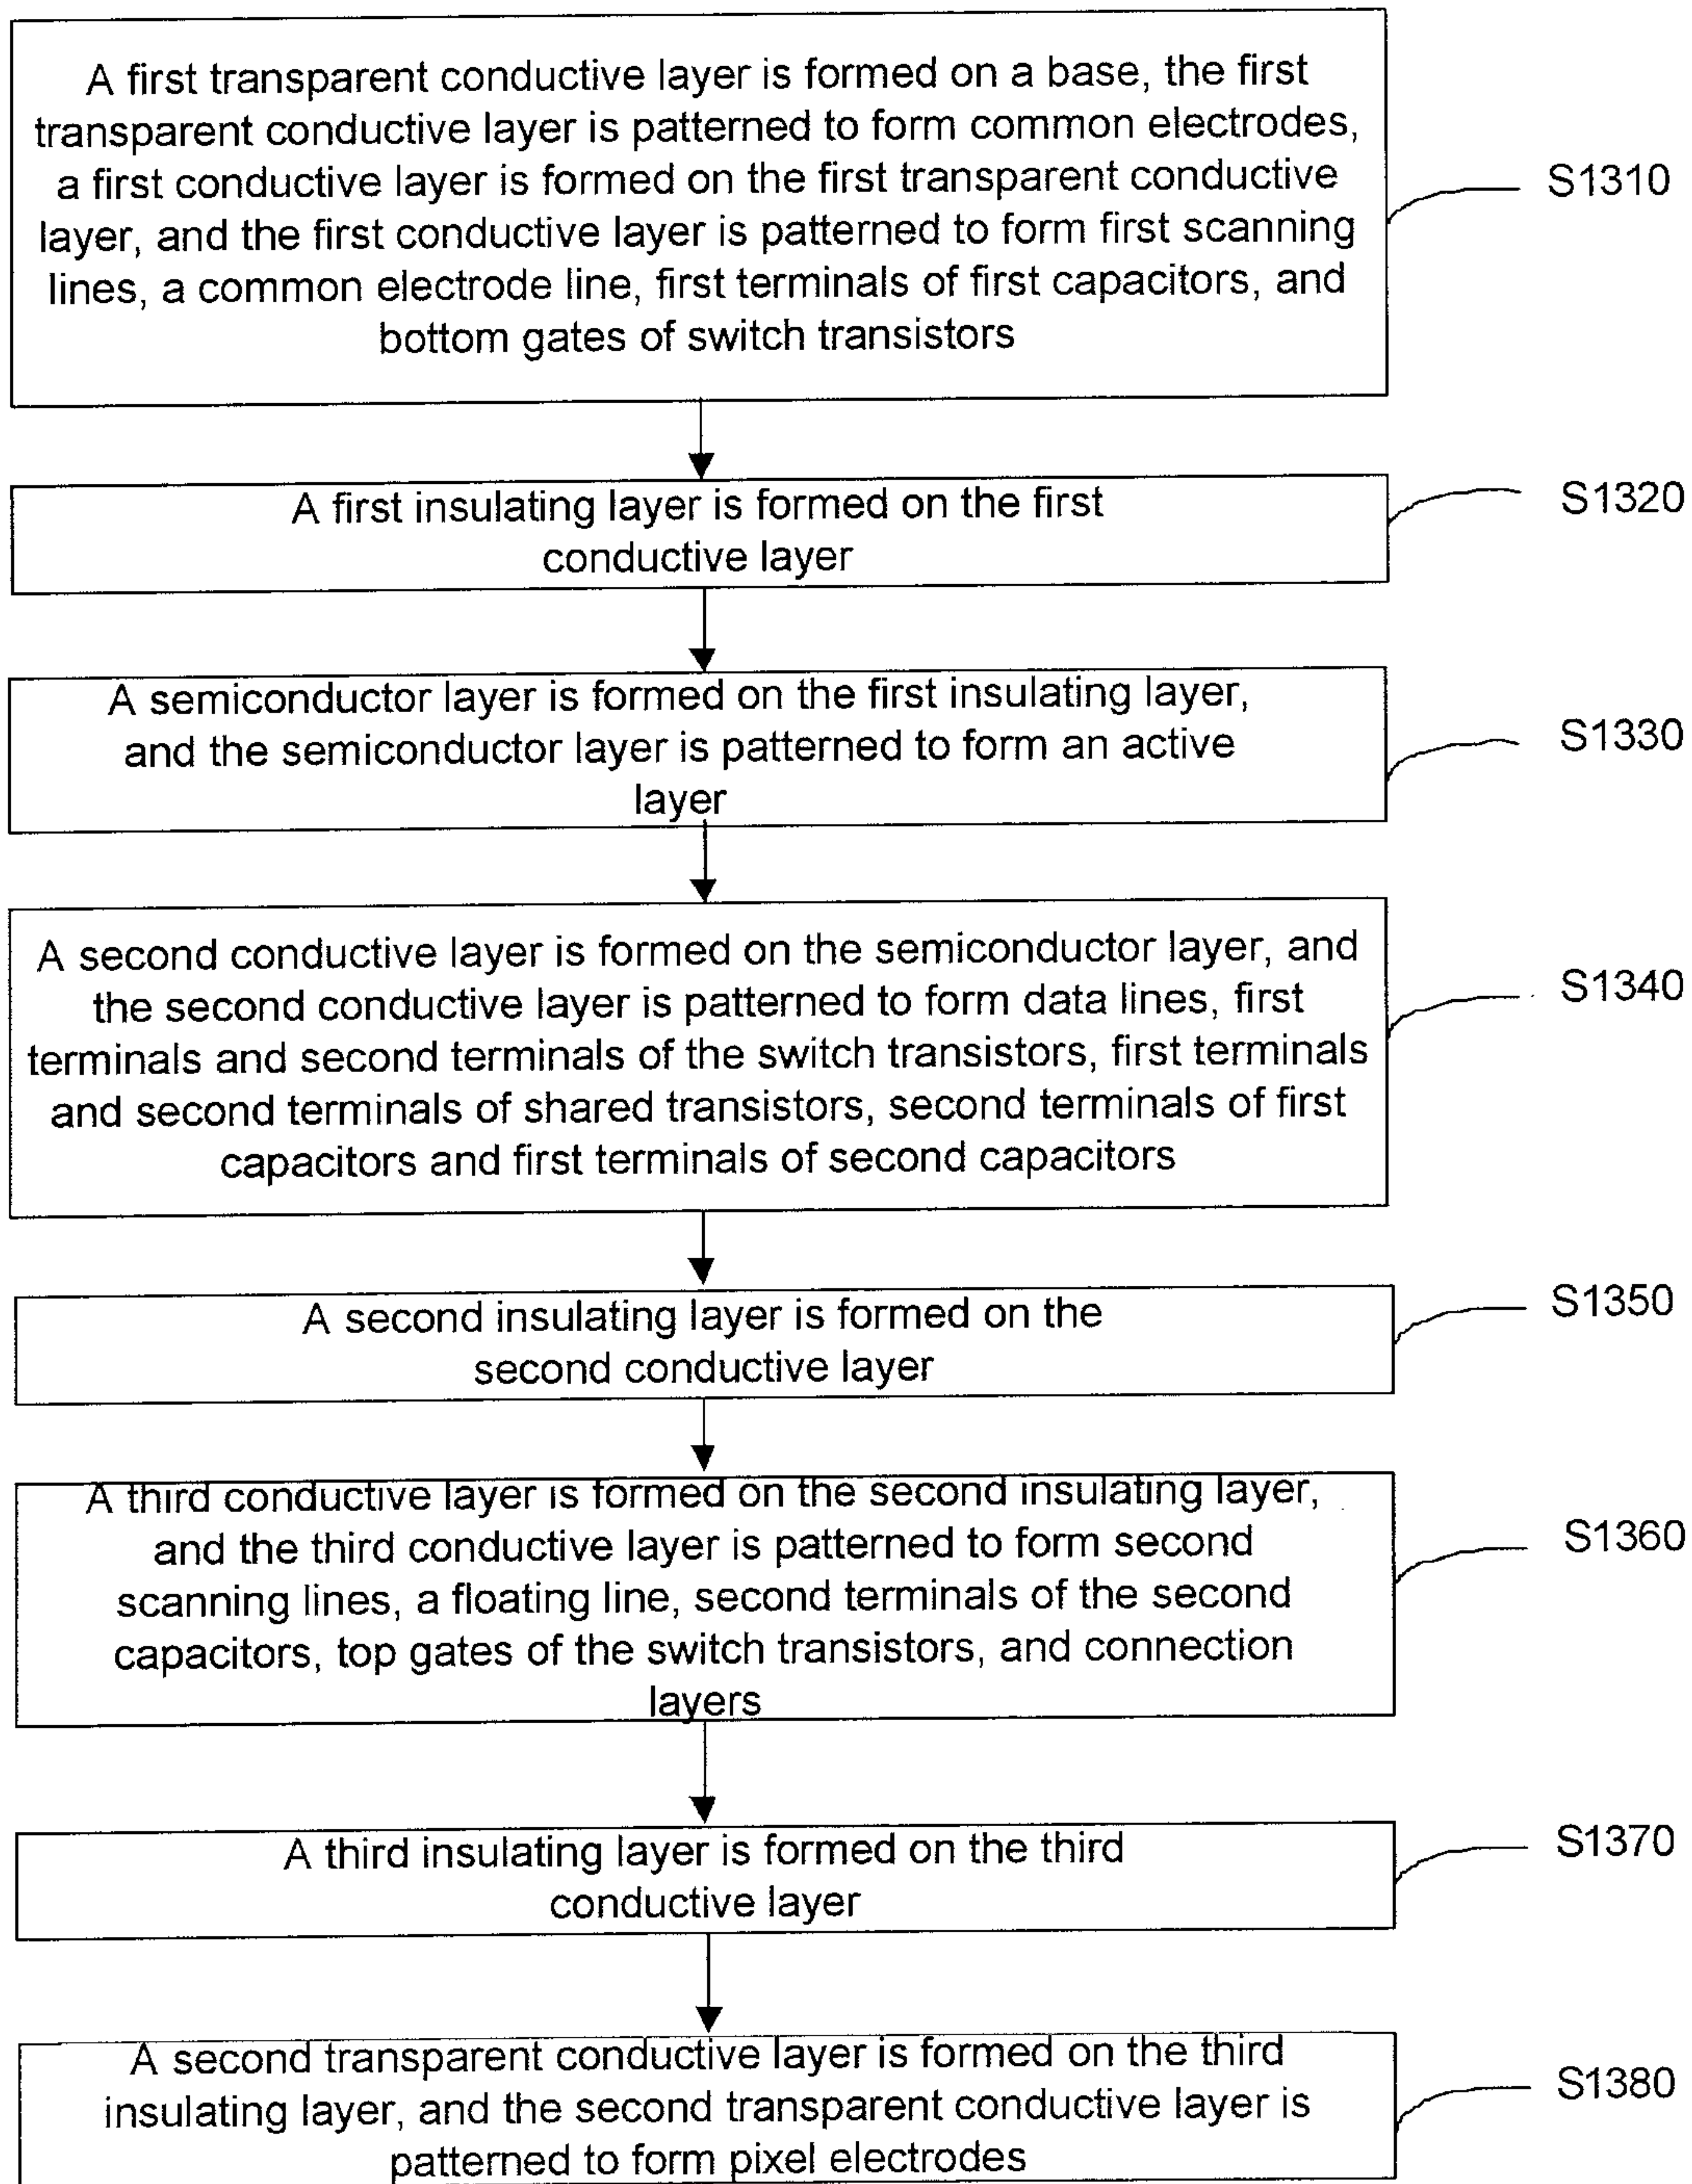 A first transparent conductive layer is formed on a base, the first
transparent conductive layer is patterned to form common electrodes,
a first conductive layer is formed on the first transparent conductive
layer, and the first conductive layer is patterned to form first scanning
lines, a common electrode line, first terminals of first capacitors, and
bottom gates of switch transistors
S1310
A first insulating layer is formed on the first
conductive layer
S1320
A semiconductor layer is formed on the first insulating layer,
and the semiconductor layer is patterned to form an active
layer
S1330
A second conductive layer is formed on the semiconductor layer, and
the second conductive layer is patterned to form data lines, first
terminals and second terminals of the switch transistors, first terminals
and second terminals of shared transistors, second terminals of first
capacitors and first terminals of second capacitors
S1340
A second insulating layer is formed on the
second conductive layer
S1350
A third conductive layer is formed on the second insulating layer,
and the third conductive layer is patterned to form second
scanning lines, a floating line, second terminals of the second
capacitors, top gates of the switch transistors, and connection
layers
S1360
A third insulating layer is formed on the third
conductive layer
S1370
A second transparent conductive layer is formed on the third
insulating layer, and the second transparent conductive layer is
patterned to form pixel electrodes
S1380